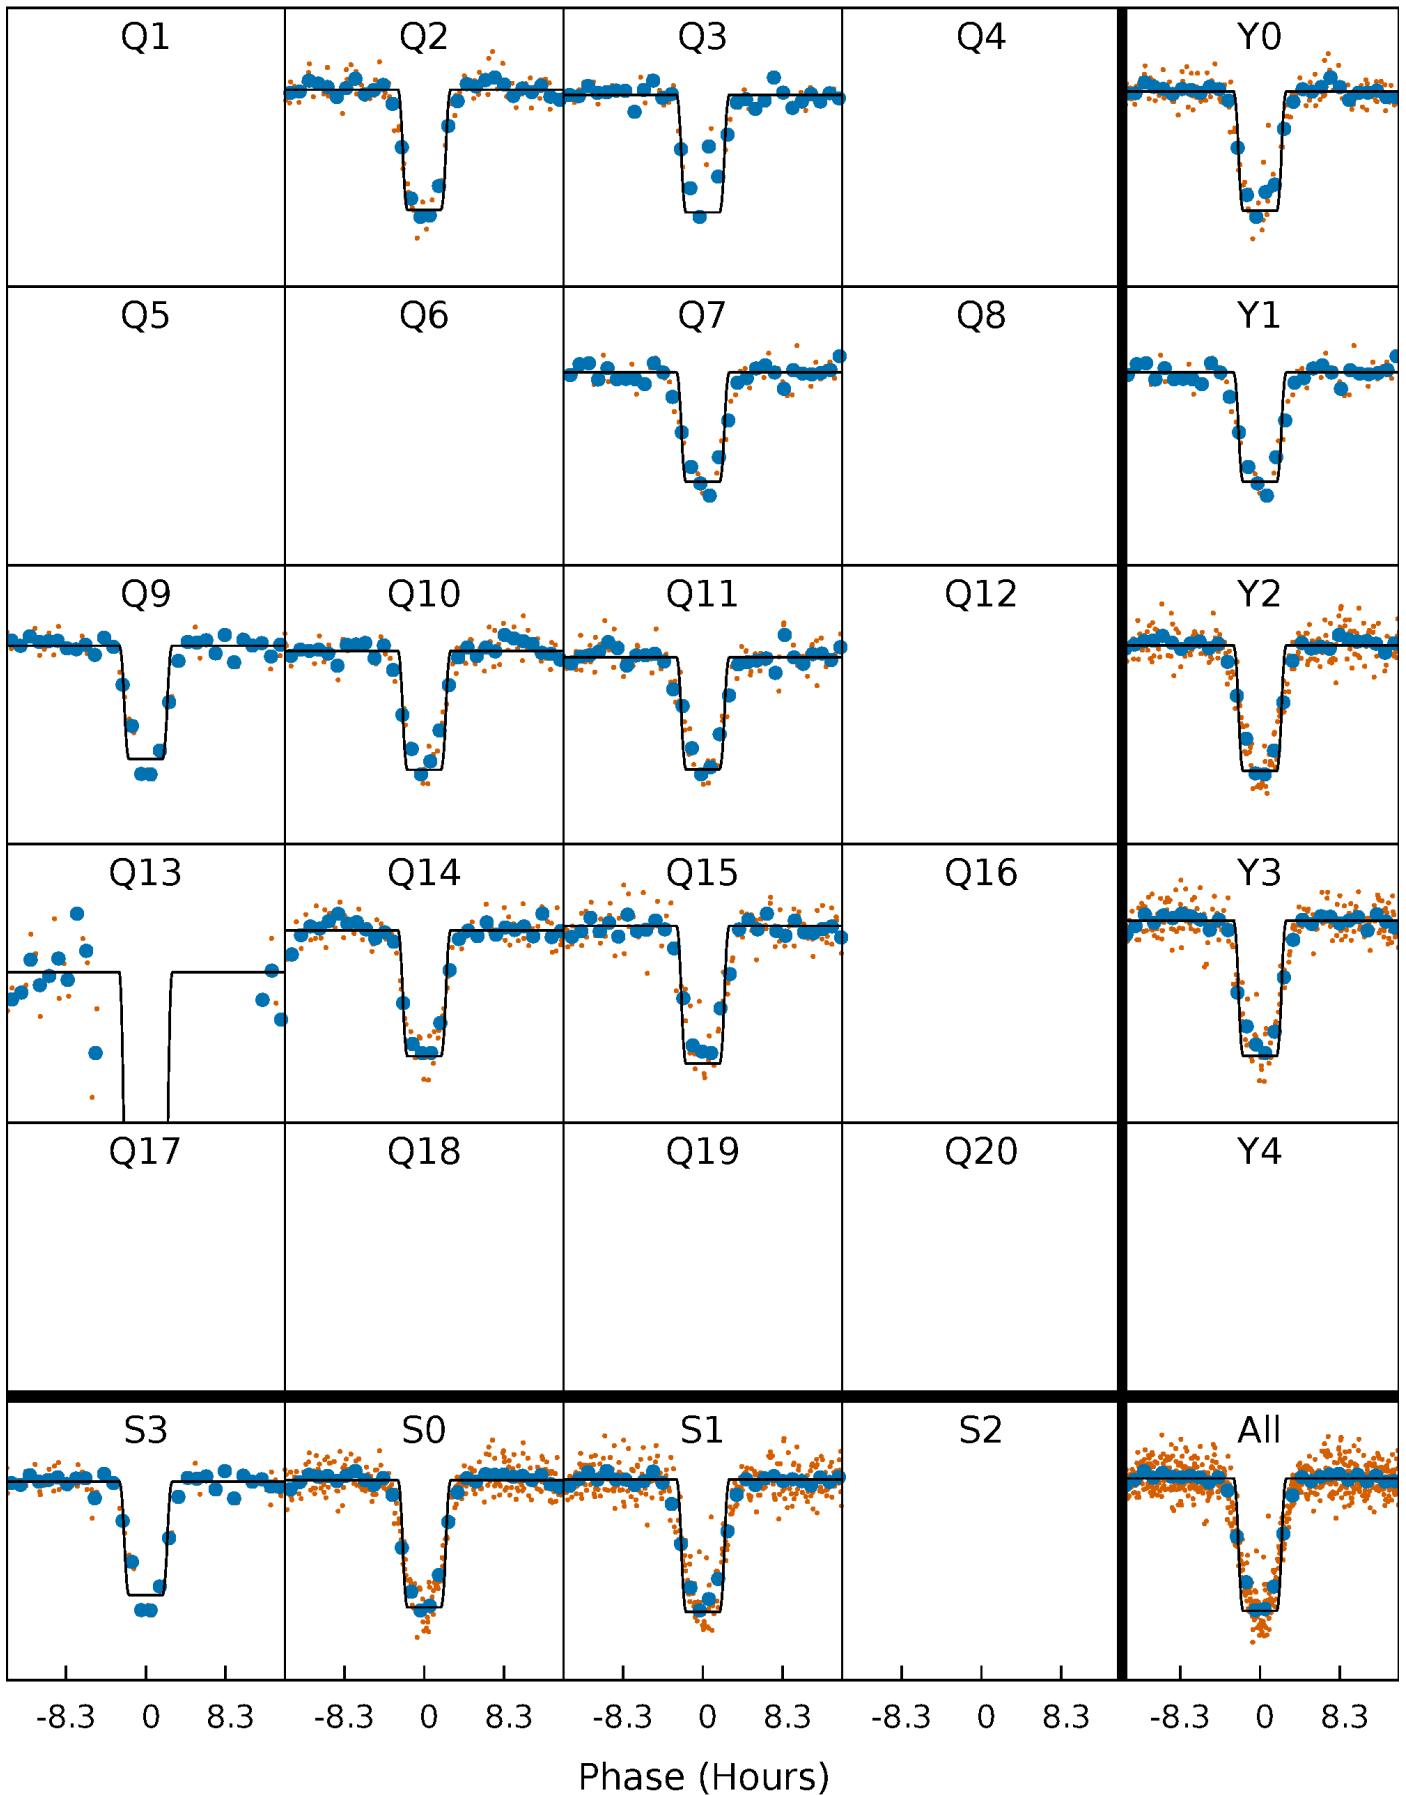 Q1 Q2 Q3 Q4 Y0
Q5 Q6 Q7 Q8 Y1
Q9 Q10 Q11 Q12 Y2
Q13 Q14 Q15 Q16 Y3
Q17 Q18 Q19 Q20 Y4
S3 S0 S1 S2 All
-8.3 0 8.3 -8.3 0 8.3 -8.3 0 8.3 -8.3 0 8.3 -8.3 0 8.3
Phase (Hours)